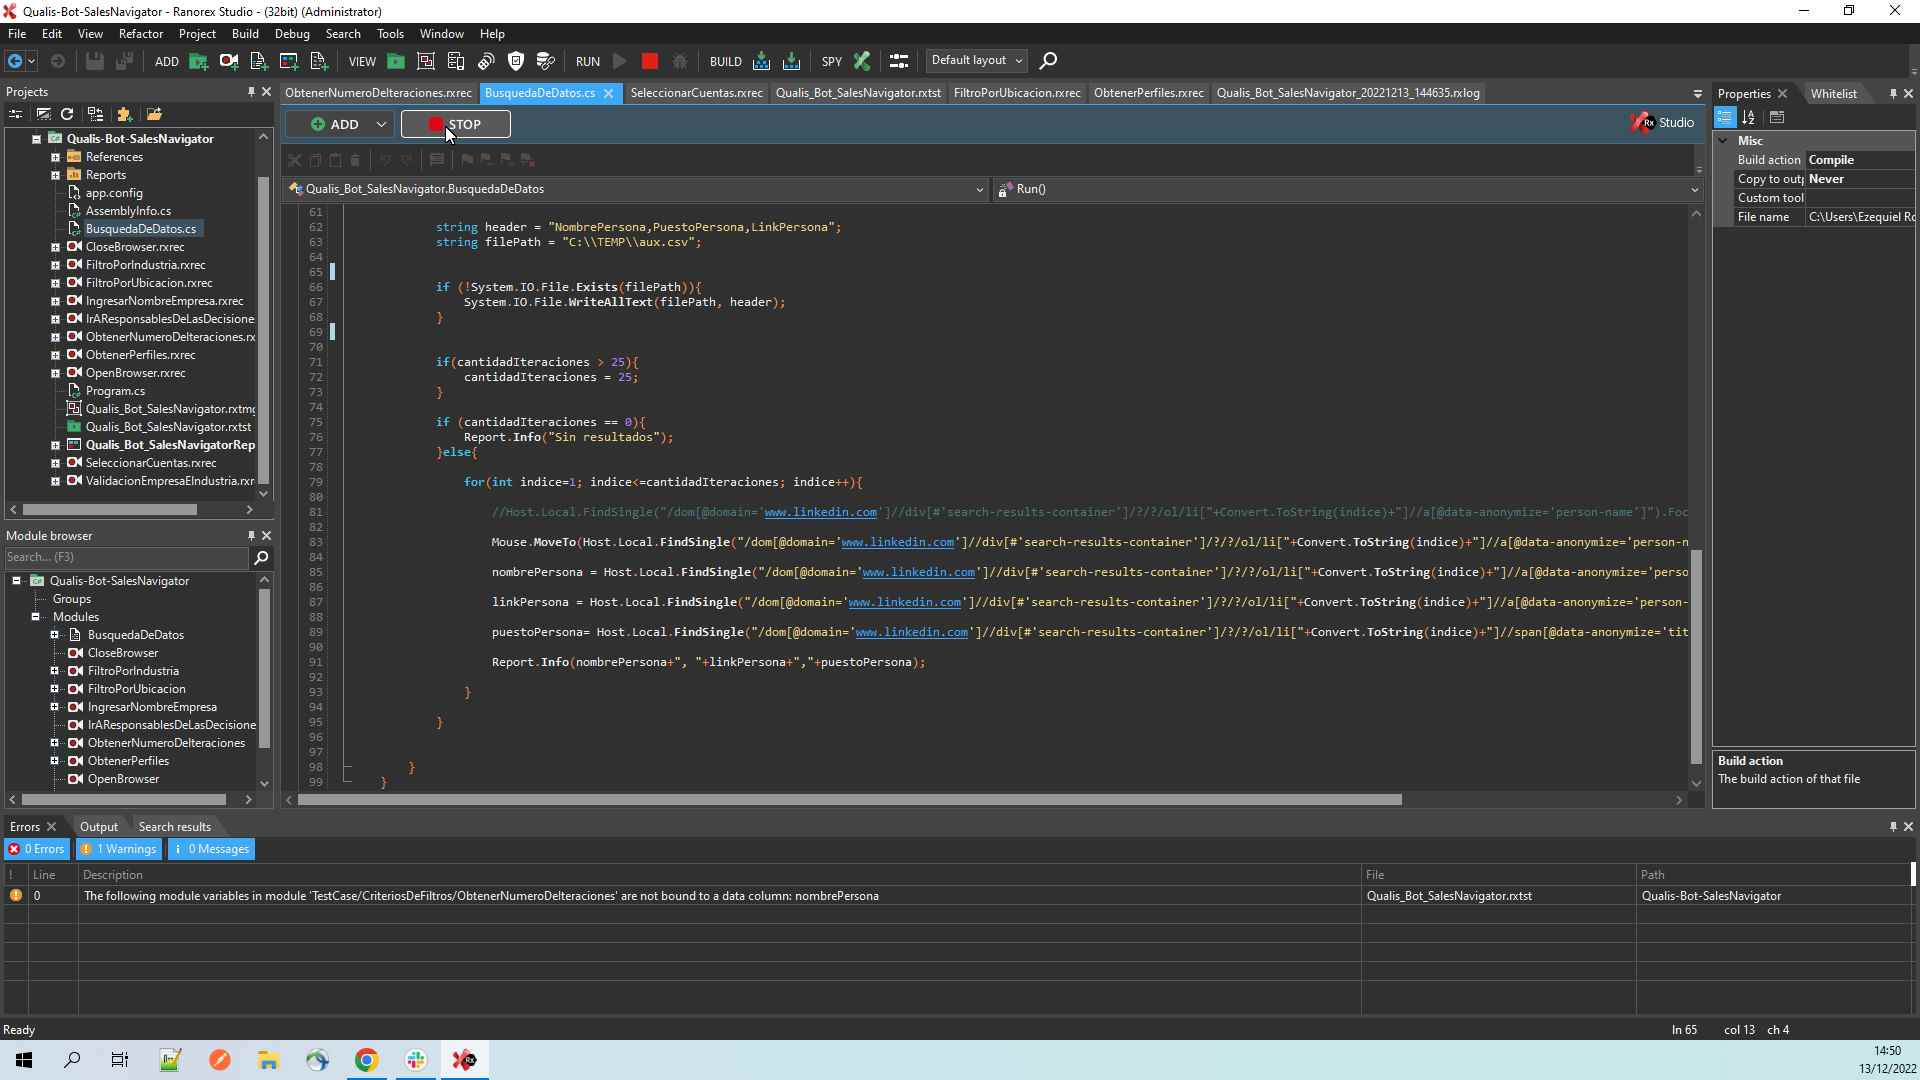 Qualis-Bot-SalesNavigator - Ranorex Studio - (32bit) (Administrator)
File Edit View Refactor Project Build Debug Search Tools Window Help
ADD VIEW RUN BUILD SPY Default layout
Projects
Qualis-Bot-SalesNavigator
References
Reports
app.config
AssemblyInfo.cs
BusquedaDeDatos.cs
CloseBrowser.rxrec
FiltroPorIndustria.rxrec
FiltroPorUbicacion.rxrec
IngresarNombreEmpresa.rxrec
IrAResponsablesDeLasDecisione
ObtenerNumeroDeIteraciones.rx
ObtenerPerfiles.rxrec
OpenBrowser.rxrec
Program.cs
Qualis_Bot_SalesNavigator.rxtmg
Qualis_Bot_SalesNavigator.rxtst
Qualis_Bot_SalesNavigatorRep
SeleccionarCuentas.rxrec
ValidacionEmpresaEIndustria.rxr
Module browser
Search... (F3)
Qualis-Bot-SalesNavigator
Groups
Modules
BusquedaDeDatos
CloseBrowser
FiltroPorIndustria
FiltroPorUbicacion
IngresarNombreEmpresa
IrAResponsablesDeLasDecisione
ObtenerNumeroDeIteraciones
ObtenerPerfiles
OpenBrowser
ObtenerNumeroDeIteraciones.rxrec BusquedaDeDatos.cs SeleccionarCuentas.rxrec Qualis_Bot_SalesNavigator.rxtst FiltroPorUbicacion.rxrec ObtenerPerfiles.rxrec Qualis_Bot_SalesNavigator_20221213_144635.rxlog
ADD STOP Rx Studio
Qualis_Bot_SalesNavigator.BusquedaDeDatos Run()
61
62 string header = "NombrePersona,PuestoPersona,LinkPersona";
63 string filePath = "C:\\TEMP\\aux.csv";
64
65
66 if (!System.IO.File.Exists(filePath)){
67 System.IO.File.WriteAllText(filePath, header);
68 }
69
70
71 if(cantidadIteraciones > 25){
72 cantidadIteraciones = 25;
73 }
74
75 if (cantidadIteraciones == 0){
76 Report.Info("Sin resultados");
77 }else{
78
79 for(int indice=1; indice<=cantidadIteraciones; indice++){
80
81 //Host.Local.FindSingle("/dom[@domain='www.linkedin.com']//div[#'search-results-container']/?/?/ol/li["+Convert.ToString(indice)+"]//a[@data-anonymize='person-name']").Foc
82
83 Mouse.MoveTo(Host.Local.FindSingle("/dom[@domain='www.linkedin.com']//div[#'search-results-container']/?/?/ol/li["+Convert.ToString(indice)+"]//a[@data-anonymize='person-n
84
85 nombrePersona = Host.Local.FindSingle("/dom[@domain='www.linkedin.com']//div[#'search-results-container']/?/?/ol/li["+Convert.ToString(indice)+"]//a[@data-anonymize='perso
86
87 linkPersona = Host.Local.FindSingle("/dom[@domain='www.linkedin.com']//div[#'search-results-container']/?/?/ol/li["+Convert.ToString(indice)+"]//a[@data-anonymize='person-
88
89 puestoPersona= Host.Local.FindSingle("/dom[@domain='www.linkedin.com']//div[#'search-results-container']/?/?/ol/li["+Convert.ToString(indice)+"]//span[@data-anonymize='tit
90
91 Report.Info(nombrePersona+", "+linkPersona+","+puestoPersona);
92
93 }
94
95 }
96
97
98 }
99 }
Properties Whitelist
Misc
Build action Compile
Copy to outp Never
Custom tool
File name C:\Users\Ezequiel Ro
Build action
The build action of that file
Errors Output Search results
0 Errors 1 Warnings 0 Messages
! Line Description File Path
0 The following module variables in module 'TestCase/CriteriosDeFiltros/ObtenerNumeroDeIteraciones' are not bound to a data column: nombrePersona Qualis_Bot_SalesNavigator.rxtst Qualis-Bot-SalesNavigator
Ready ln 65 col 13 ch 4
14:50
13/12/2022